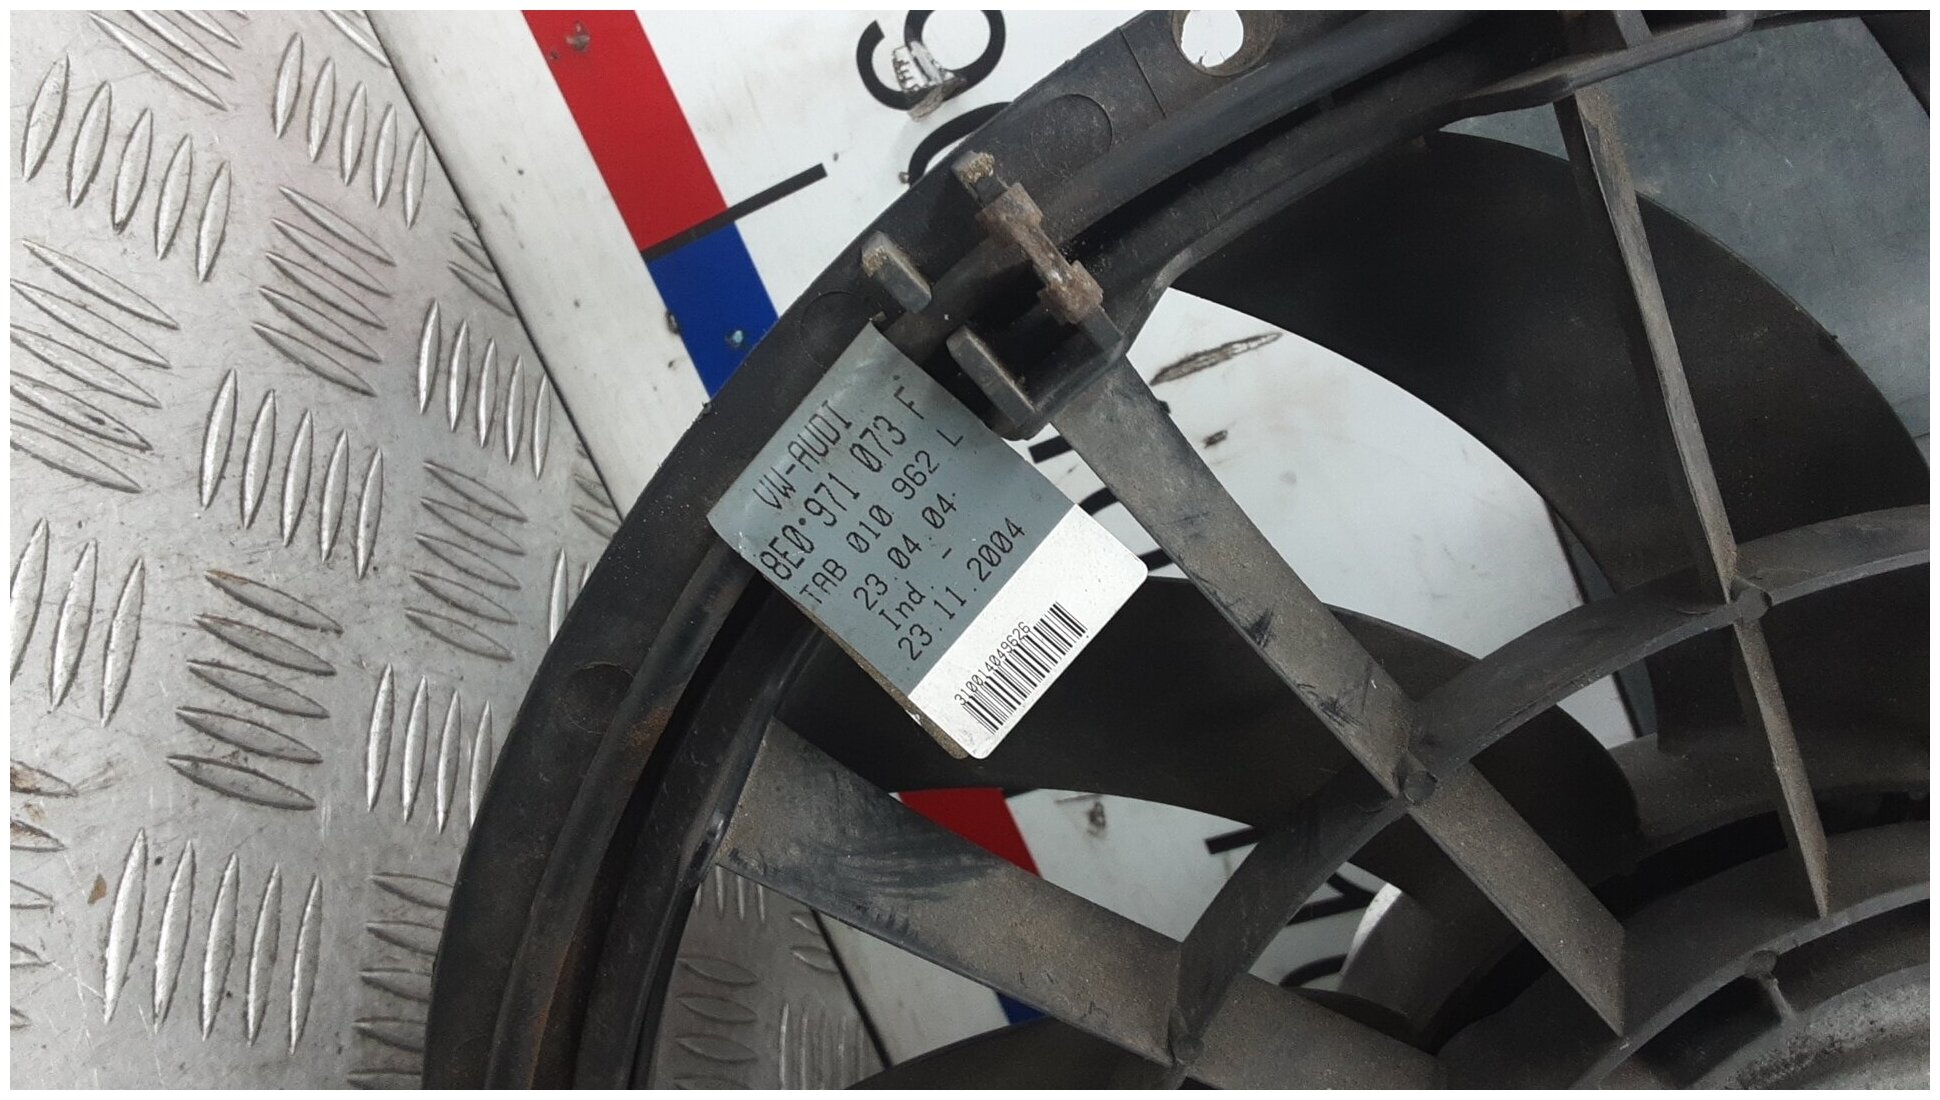 VW-AUDI
8E0 971 073 F
TAB 010 962 L
23.04.04
Ind. -
23.11.2004
310014049626